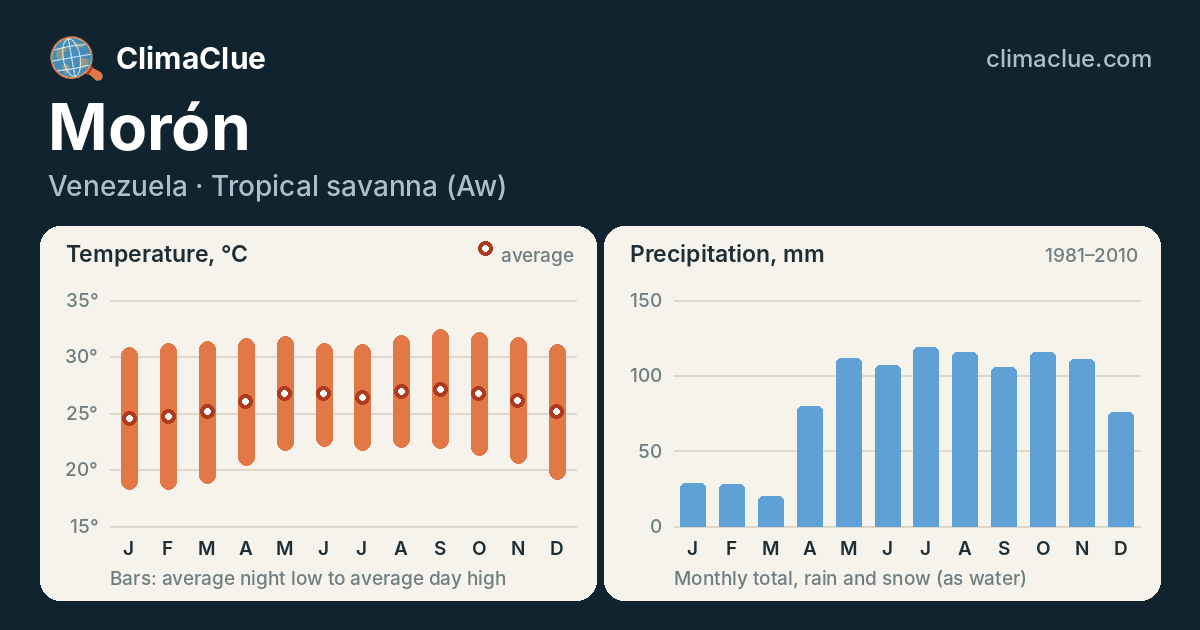 ClimaClue
climaclue.com
Morón
Venezuela · Tropical savanna (Aw)
Temperature, °C
average
35°
30°
25°
20°
15°
J F M A M J J A S O N D
Bars: average night low to average day high
Precipitation, mm
1981–2010
150
100
50
0
J F M A M J J A S O N D
Monthly total, rain and snow (as water)